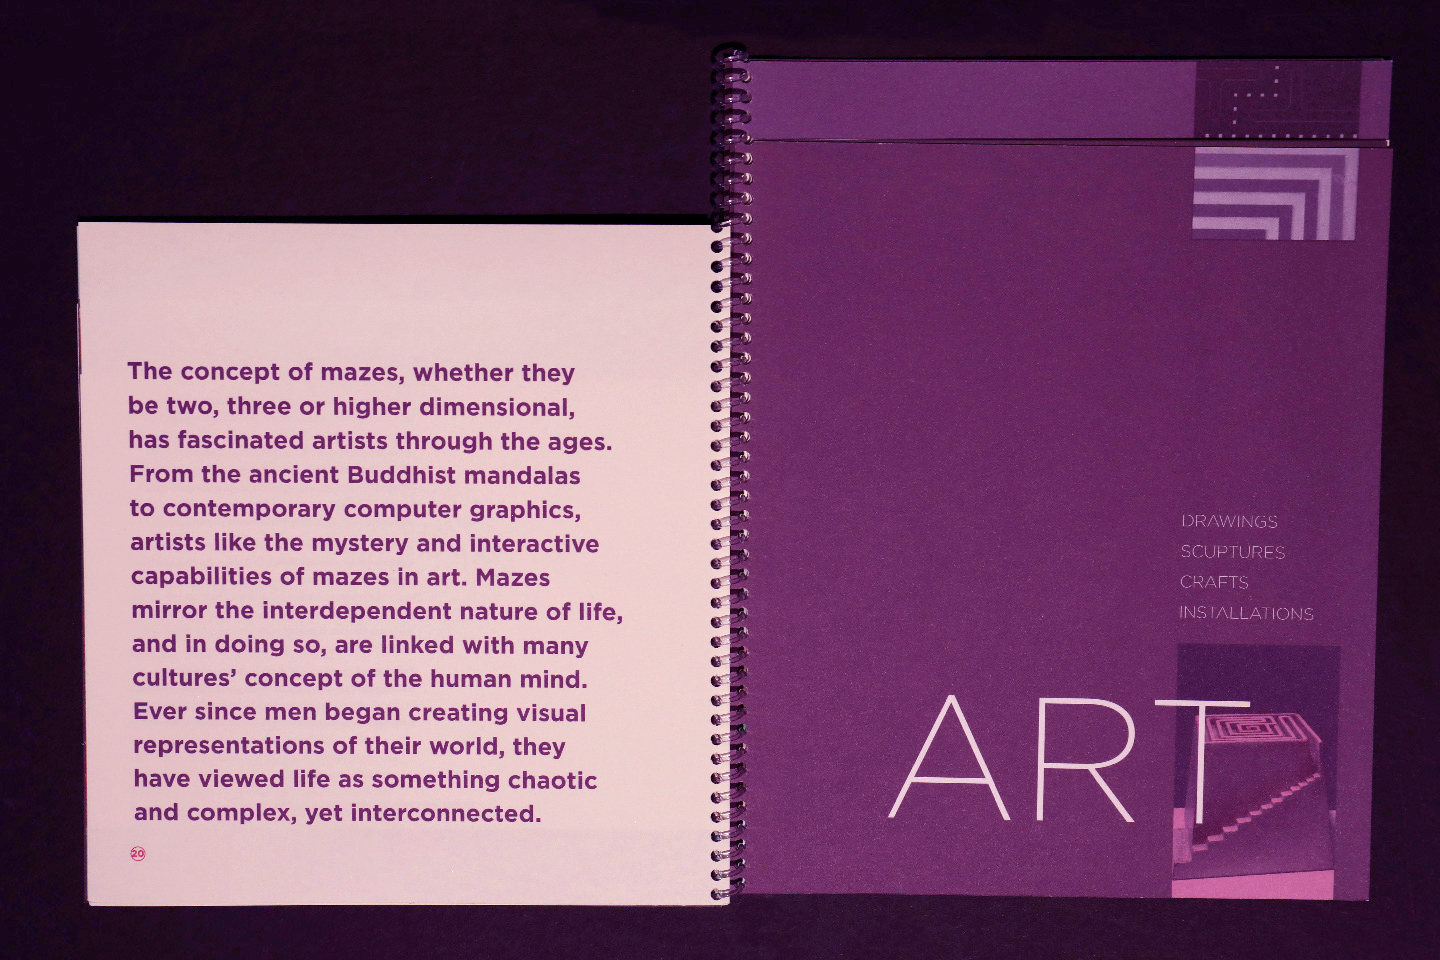 The concept of mazes, whether they
be two, three or higher dimensional,
has fascinated artists through the ages.
From the ancient Buddhist mandalas
to contemporary computer graphics,
artists like the mystery and interactive
capabilities of mazes in art. Mazes
mirror the interdependent nature of life,
and in doing so, are linked with many
cultures’ concept of the human mind.
Ever since men began creating visual
representations of their world, they
have viewed life as something chaotic
and complex, yet interconnected.
20
DRAWINGS
SCUPTURES
CRAFTS
INSTALLATIONS
ART